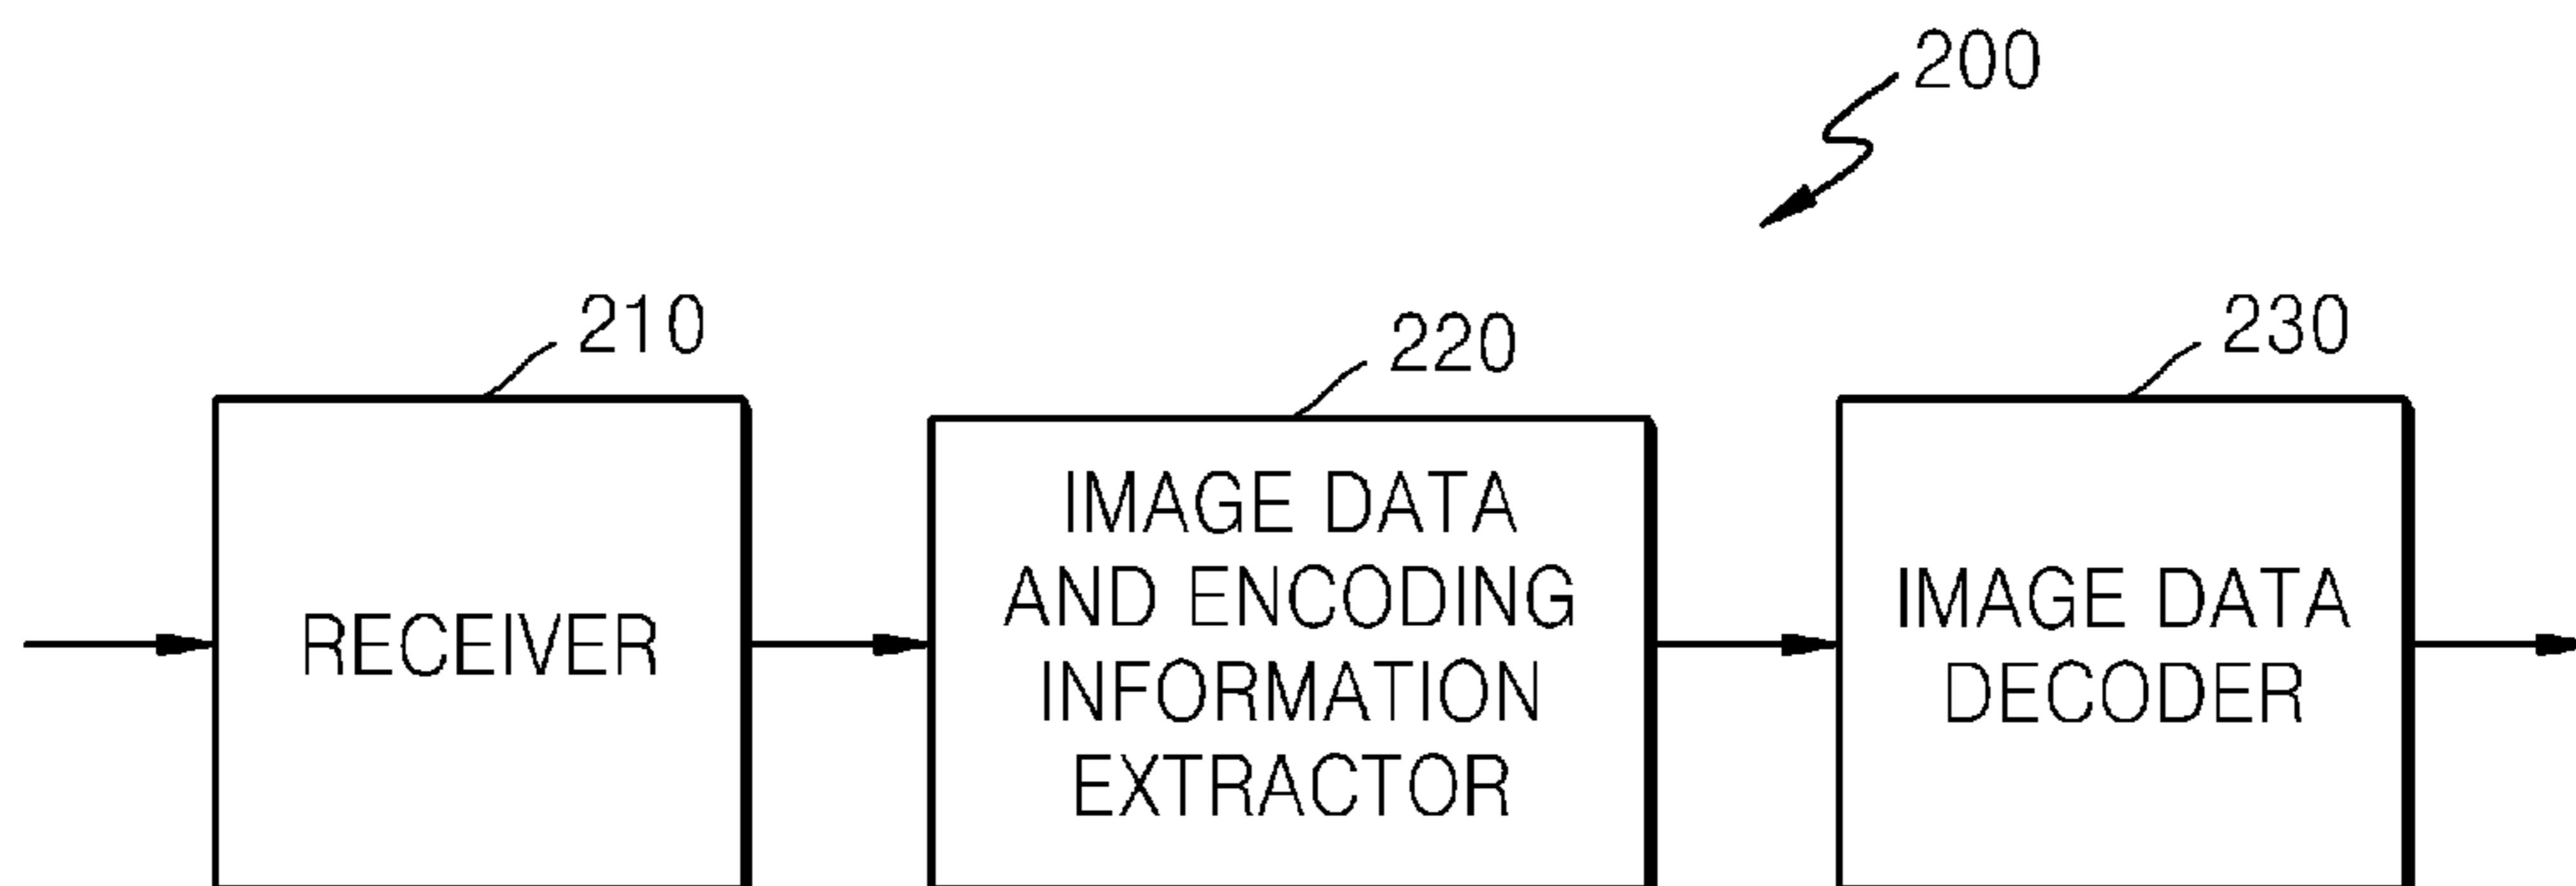 200
210
220
230
RECEIVER
IMAGE DATA
AND ENCODING
INFORMATION
EXTRACTOR
IMAGE DATA
DECODER